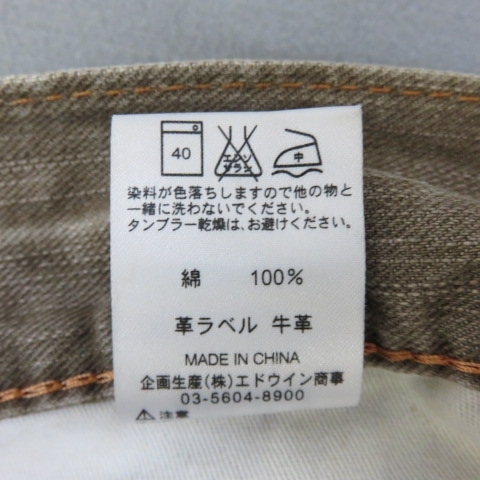 40 エンソサラシ 中
染料が色落ちしますので他の物と
一緒に洗わないでください。
タンブラー乾燥は、お避けください。
綿 100%
革ラベル 牛革
MADE IN CHINA
企画生産(株)エドウイン商事
03-5604-8900
⚠注意